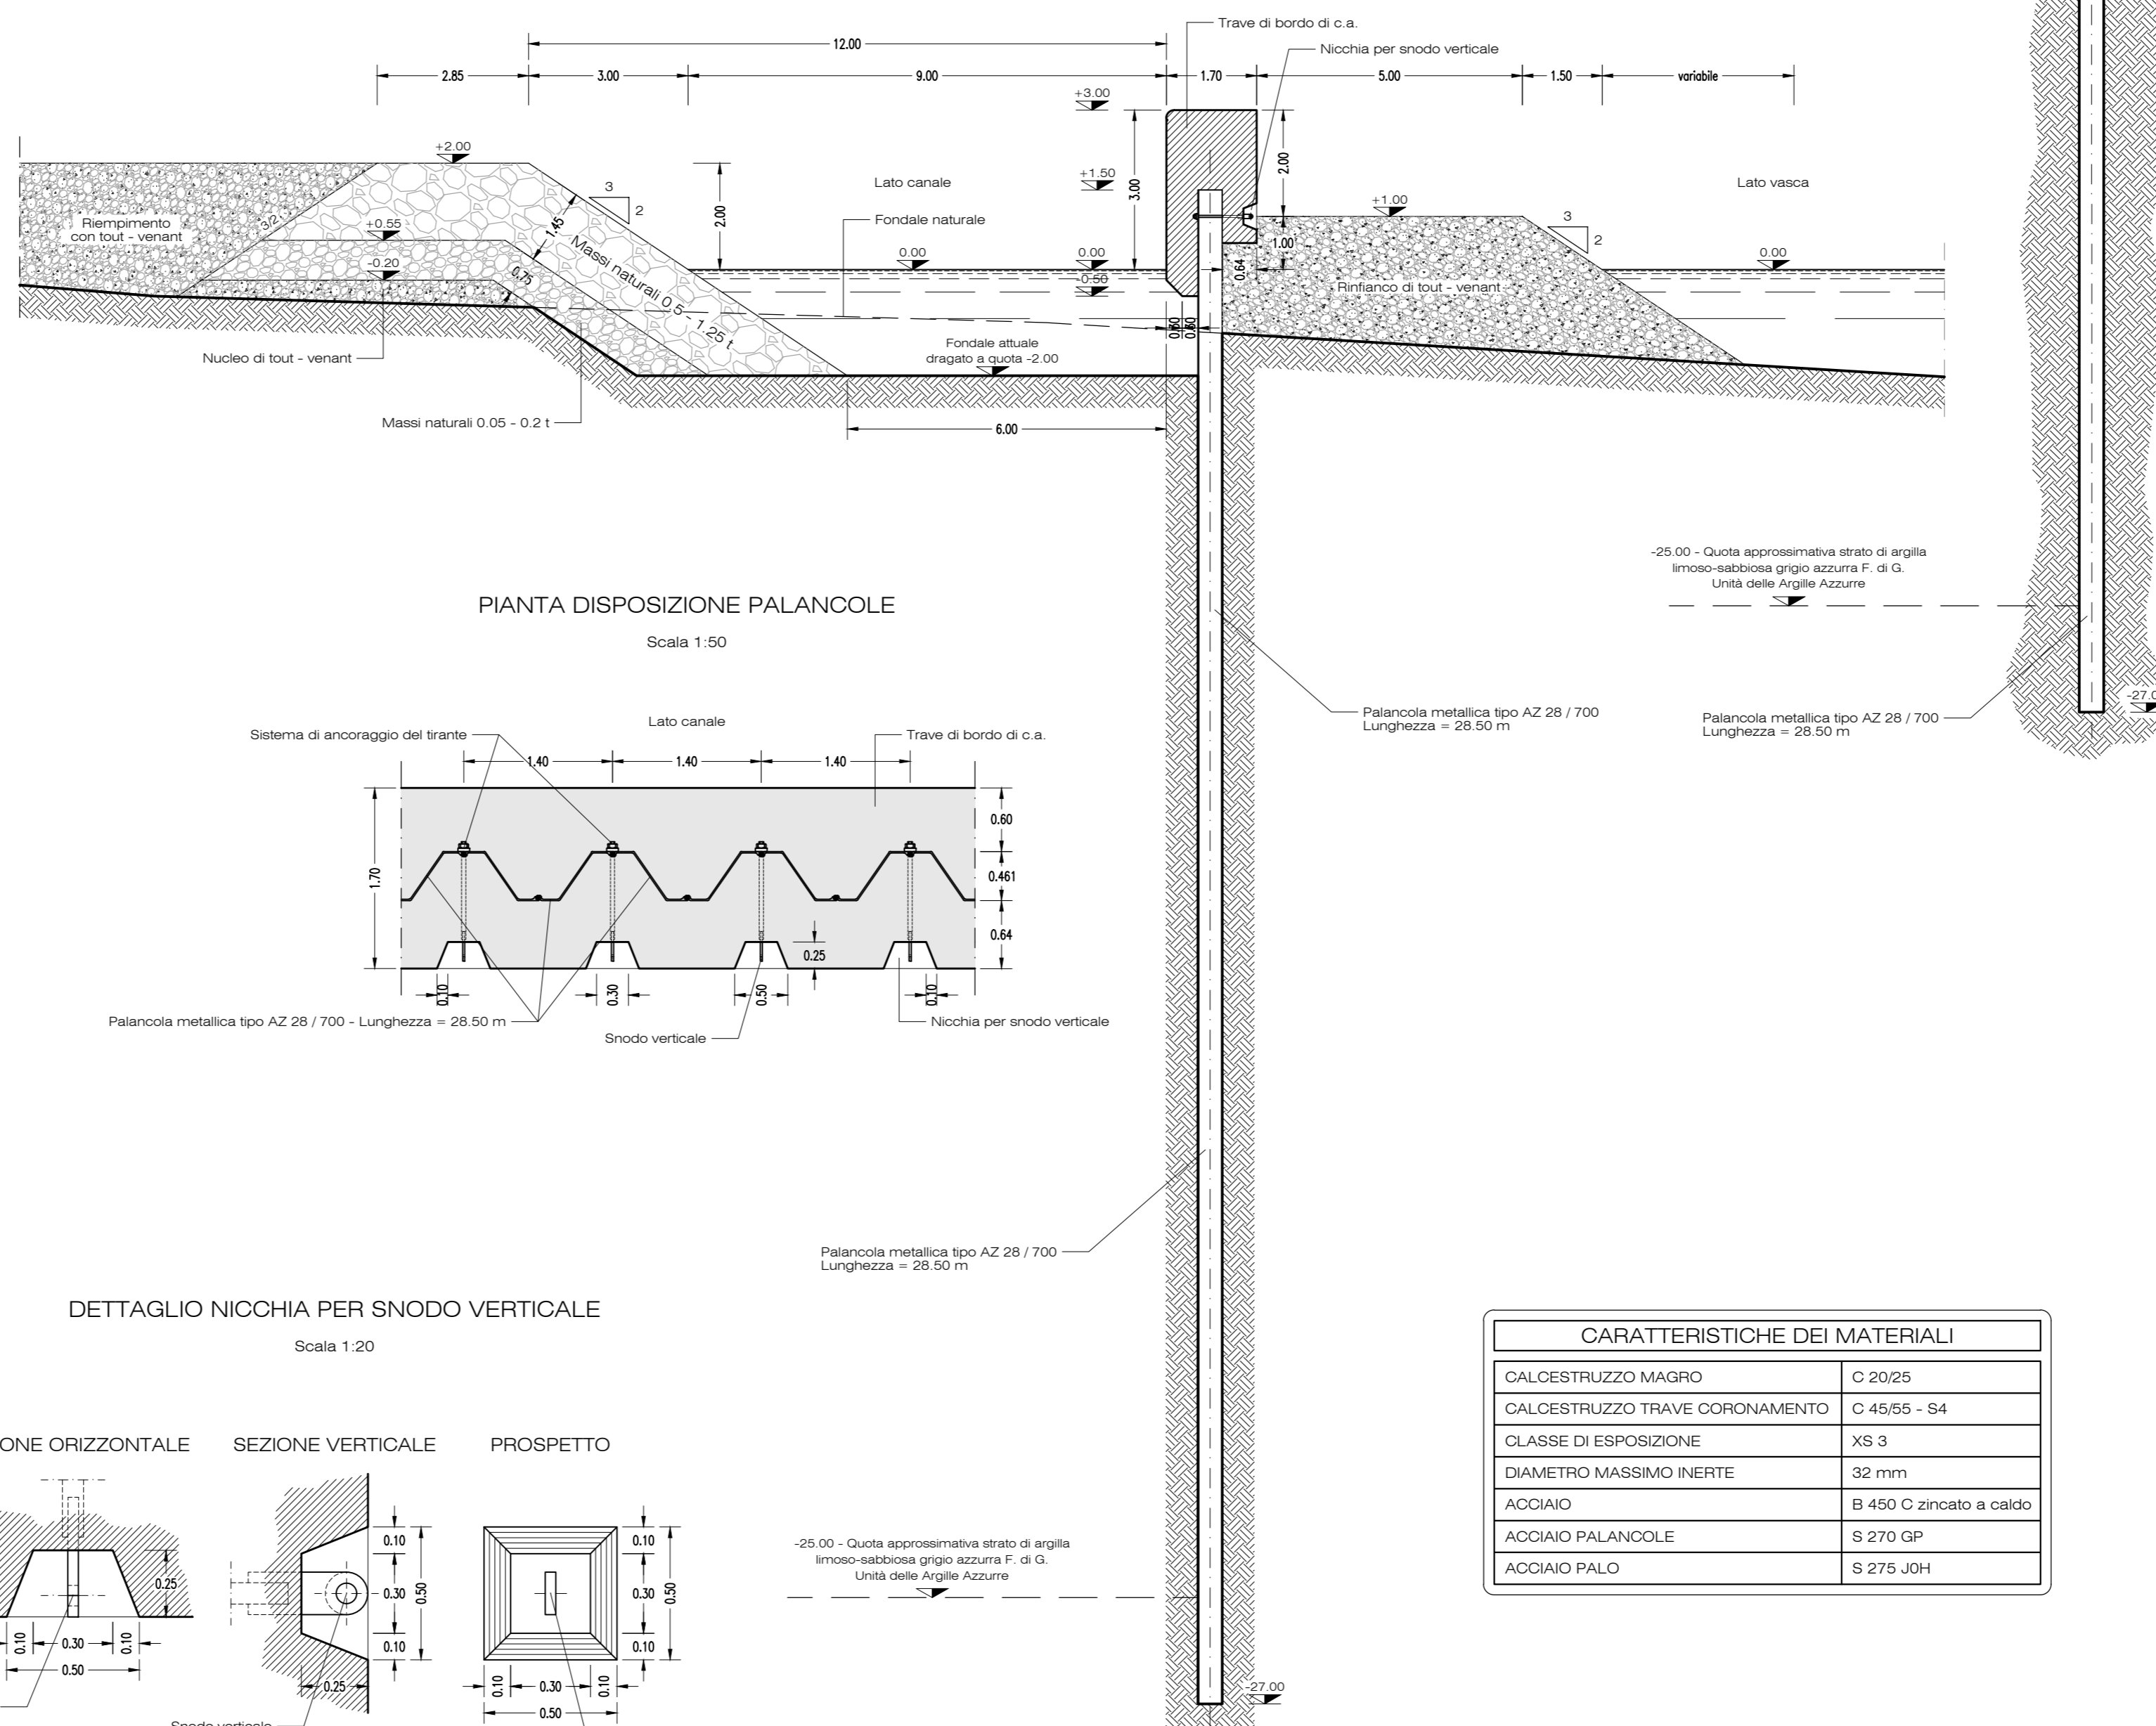 Trave di bordo di c.a.
12.00
Nicchia per snodo verticale
2.85
3.00
9.00
1.70
5.00
1.50
variabile
+3.00
+2.00
3
2
2.00
Lato canale
+1.50
3.00
2.00
Lato vasca
Riempimento
con tout - venant
3/2
+0.55
1.45
Fondale naturale
+1.00
3
2
-0.20
0.75
Massi naturali 0.5 - 1.25 t
0.00
0.00
-0.50
1.00
0.64
0.00
Rinfianco di tout - venant
Nucleo di tout - venant
Fondale attuale
dragato a quota -2.00
Massi naturali 0.05 - 0.2 t
6.00
-25.00 - Quota approssimativa strato di argilla
limoso-sabbiosa grigio azzurra F. di G.
Unità delle Argille Azzurre
PIANTA DISPOSIZIONE PALANCOLE
Scala 1:50
Palancola metallica tipo AZ 28 / 700
Lunghezza = 28.50 m
Palancola metallica tipo AZ 28 / 700
Lunghezza = 28.50 m
Lato canale
Sistema di ancoraggio del tirante
Trave di bordo di c.a.
1.40
1.40
1.40
1.70
0.60
0.461
0.64
0.25
0.10
0.30
0.50
0.10
Palancola metallica tipo AZ 28 / 700 - Lunghezza = 28.50 m
Snodo verticale
Nicchia per snodo verticale
Palancola metallica tipo AZ 28 / 700
Lunghezza = 28.50 m
DETTAGLIO NICCHIA PER SNODO VERTICALE
Scala 1:20
ONE ORIZZONTALE
SEZIONE VERTICALE
PROSPETTO
0.25
0.10
0.30
0.10
0.50
0.10
0.30
0.10
0.50
0.25
Snodo verticale
0.10
0.30
0.10
0.50
0.10
0.30
0.10
0.50
-25.00 - Quota approssimativa strato di argilla
limoso-sabbiosa grigio azzurra F. di G.
Unità delle Argille Azzurre
-27.00
CARATTERISTICHE DEI MATERIALI
CALCESTRUZZO MAGRO C 20/25
CALCESTRUZZO TRAVE CORONAMENTO C 45/55 - S4
CLASSE DI ESPOSIZIONE XS 3
DIAMETRO MASSIMO INERTE 32 mm
ACCIAIO B 450 C zincato a caldo
ACCIAIO PALANCOLE S 270 GP
ACCIAIO PALO S 275 J0H